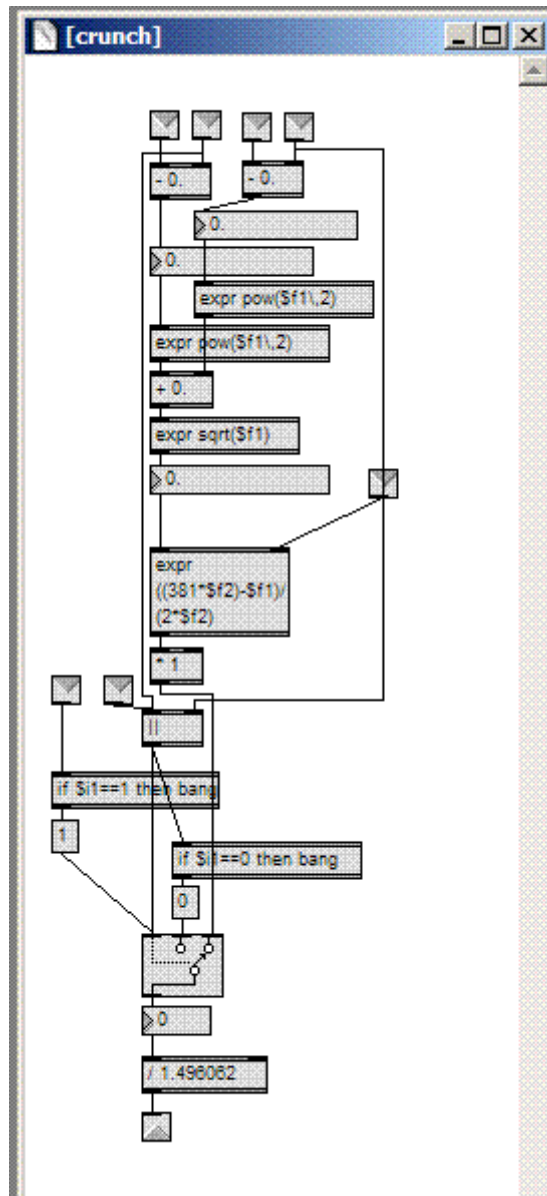 [crunch]
- 0.
- 0.
0.
0.
expr pow($f1\,2)
expr pow($f1\,2)
+ 0.
expr sqrt($f1)
0.
expr
((381*$f2)-$f1)/
(2*$f2)
* 1
||
if $i1==1 then bang
1
if $i1==0 then bang
0
0
/ 1.496062